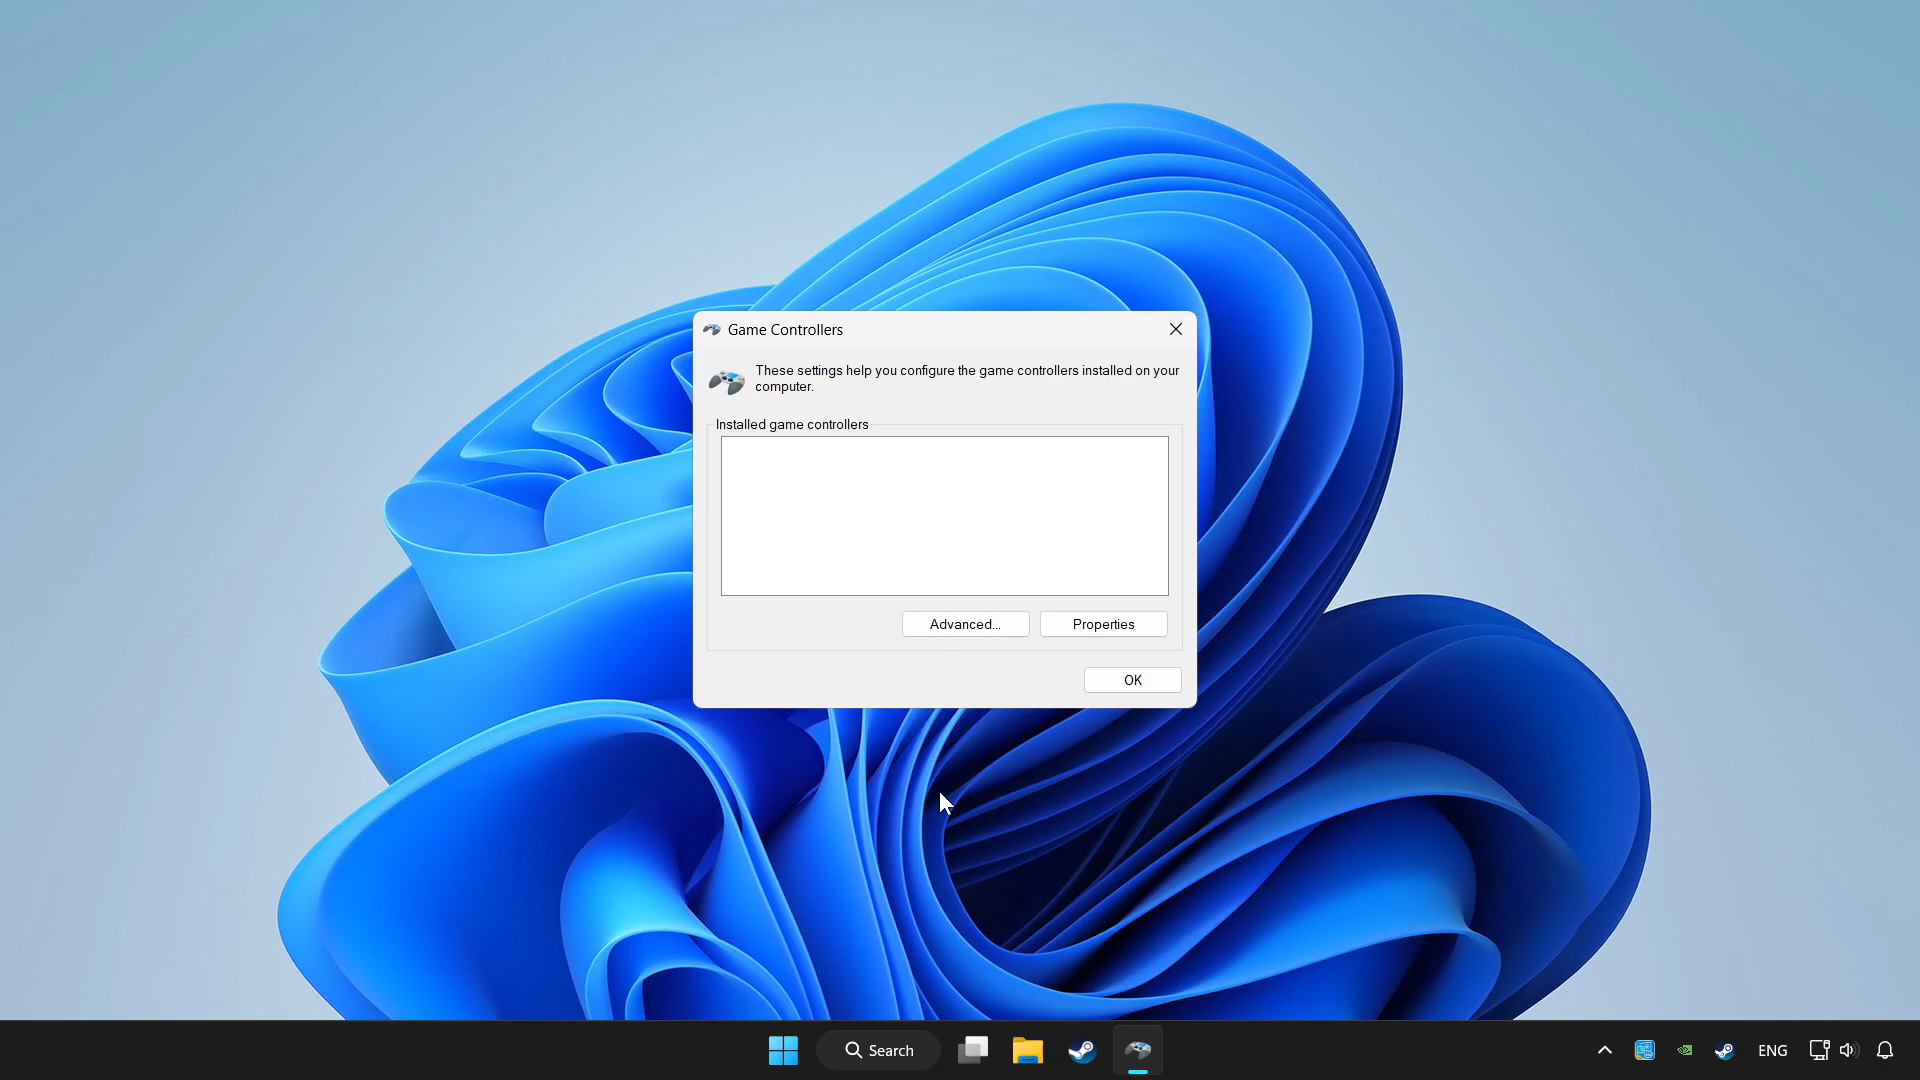 Game Controllers
These settings help you configure the game controllers installed on your
computer.
Installed game controllers
Advanced...
Properties
OK
Search
ENG